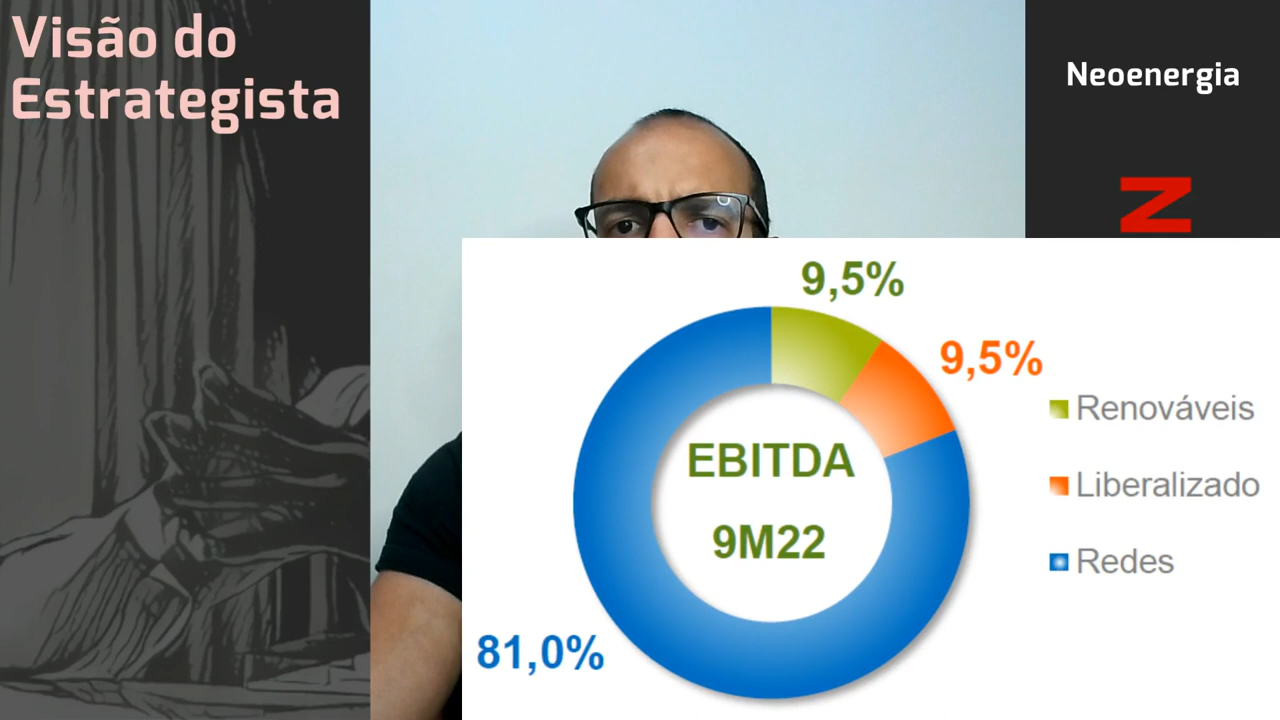 Visão do
Estrategista
Neoenergia
9,5%
9,5%
Renováveis
EBITDA
Liberalizado
9M22
Redes
81,0%